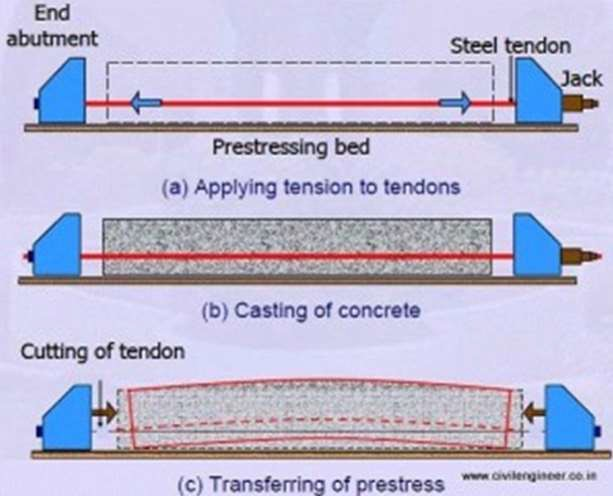 End
abutment
Steel tendon
Jack
Prestressing bed
(a) Applying tension to tendons
(b) Casting of concrete
Cutting of tendon
(c) Transferring of prestress
www.civilengineer.co.in